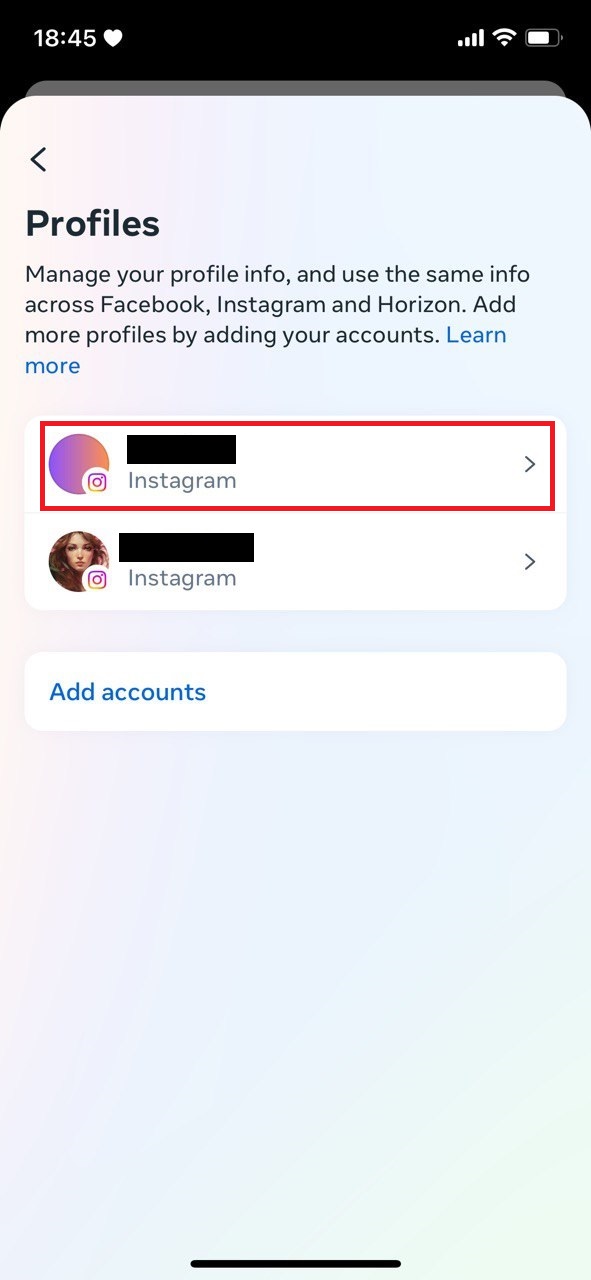 18:45
Profiles
Manage your profile info, and use the same info
across Facebook, Instagram and Horizon. Add
more profiles by adding your accounts. Learn
more
Instagram
Instagram
Add accounts